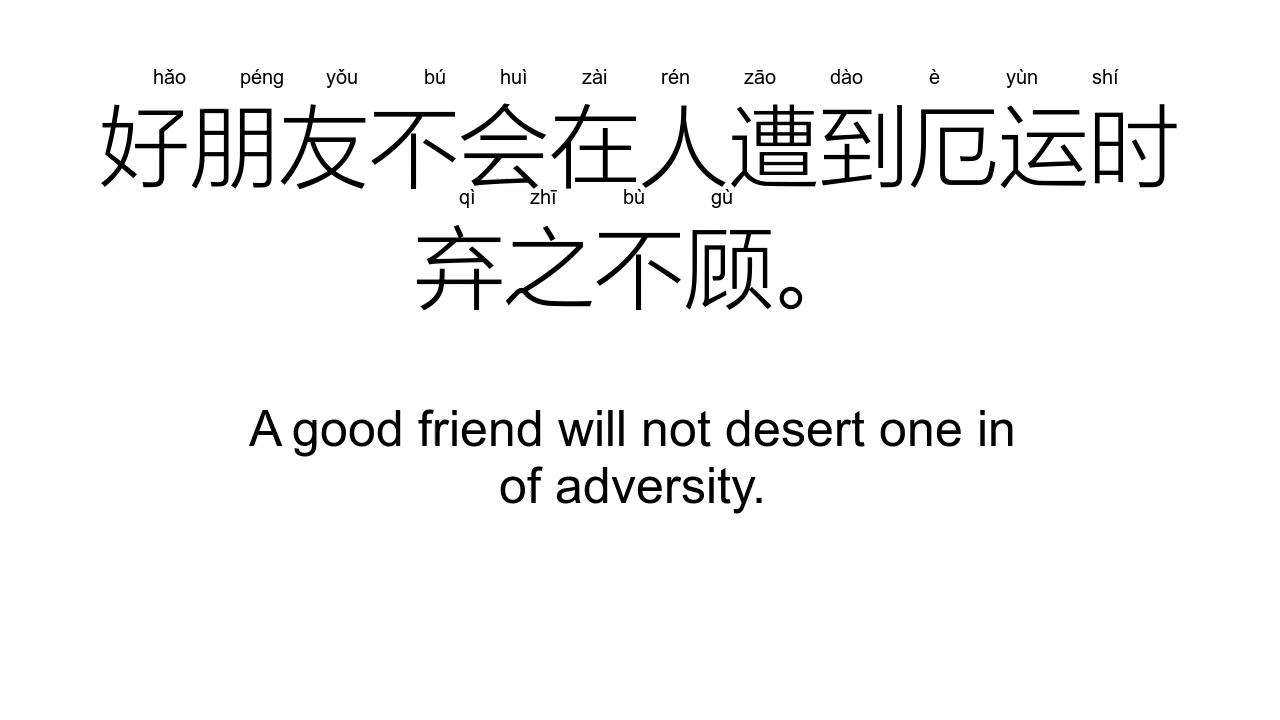 hǎo péng yǒu bú huì zài rén zāo dào è yùn shí
好朋友不会在人遭到厄运时
qì zhī bù gù
弃之不顾。
A good friend will not desert one in
of adversity.